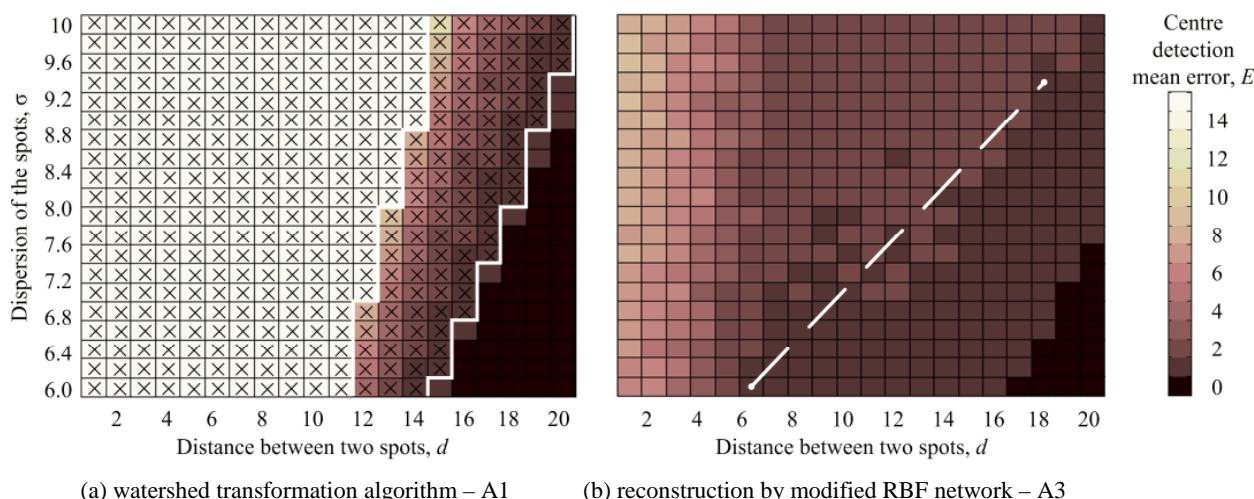 Dispersion of the spots, σ
10
9.6
9.2
8.8
8.4
8.0
7.6
7.2
6.8
6.4
6.0
2 4 6 8 10 12 14 16 18 20
Distance between two spots, d
(a) watershed transformation algorithm – A1
2 4 6 8 10 12 14 16 18 20
Distance between two spots, d
(b) reconstruction by modified RBF network – A3
Centre
detection
mean error, E
14
12
10
8
6
4
2
0